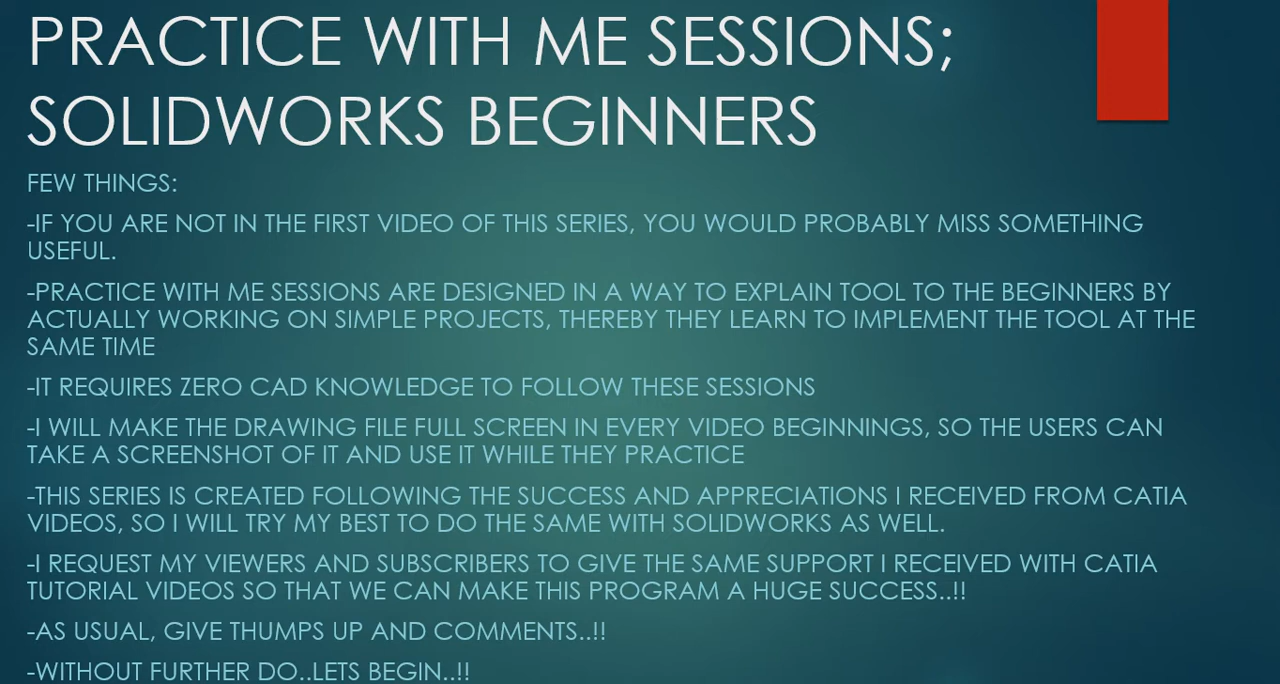 PRACTICE WITH ME SESSIONS;
SOLIDWORKS BEGINNERS
FEW THINGS:
-IF YOU ARE NOT IN THE FIRST VIDEO OF THIS SERIES, YOU WOULD PROBABLY MISS SOMETHING
USEFUL.
-PRACTICE WITH ME SESSIONS ARE DESIGNED IN A WAY TO EXPLAIN TOOL TO THE BEGINNERS BY
ACTUALLY WORKING ON SIMPLE PROJECTS, THEREBY THEY LEARN TO IMPLEMENT THE TOOL AT THE
SAME TIME
-IT REQUIRES ZERO CAD KNOWLEDGE TO FOLLOW THESE SESSIONS
-I WILL MAKE THE DRAWING FILE FULL SCREEN IN EVERY VIDEO BEGINNINGS, SO THE USERS CAN
TAKE A SCREENSHOT OF IT AND USE IT WHILE THEY PRACTICE
-THIS SERIES IS CREATED FOLLOWING THE SUCCESS AND APPRECIATIONS I RECEIVED FROM CATIA
VIDEOS, SO I WILL TRY MY BEST TO DO THE SAME WITH SOLIDWORKS AS WELL.
-I REQUEST MY VIEWERS AND SUBSCRIBERS TO GIVE THE SAME SUPPORT I RECEIVED WITH CATIA
TUTORIAL VIDEOS SO THAT WE CAN MAKE THIS PROGRAM A HUGE SUCCESS..!!
-AS USUAL, GIVE THUMPS UP AND COMMENTS..!!
-WITHOUT FURTHER DO..LETS BEGIN..!!